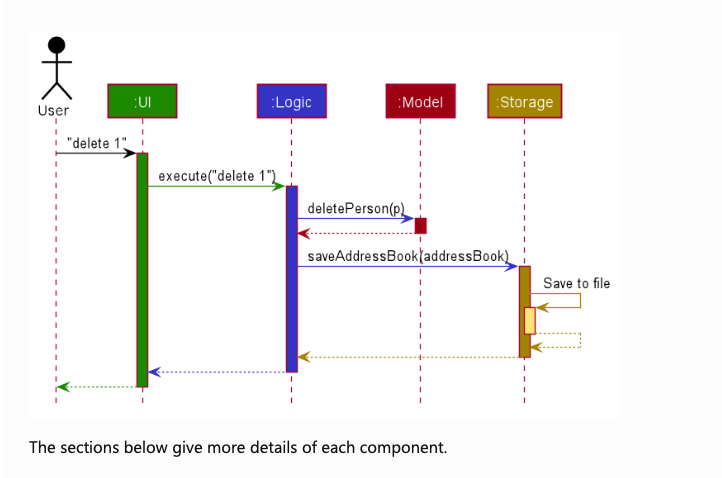 User
:UI
:Logic
:Model
:Storage
"delete 1"
execute("delete 1")
deletePerson(p)
saveAddressBook(addressBook)
Save to file
The sections below give more details of each component.